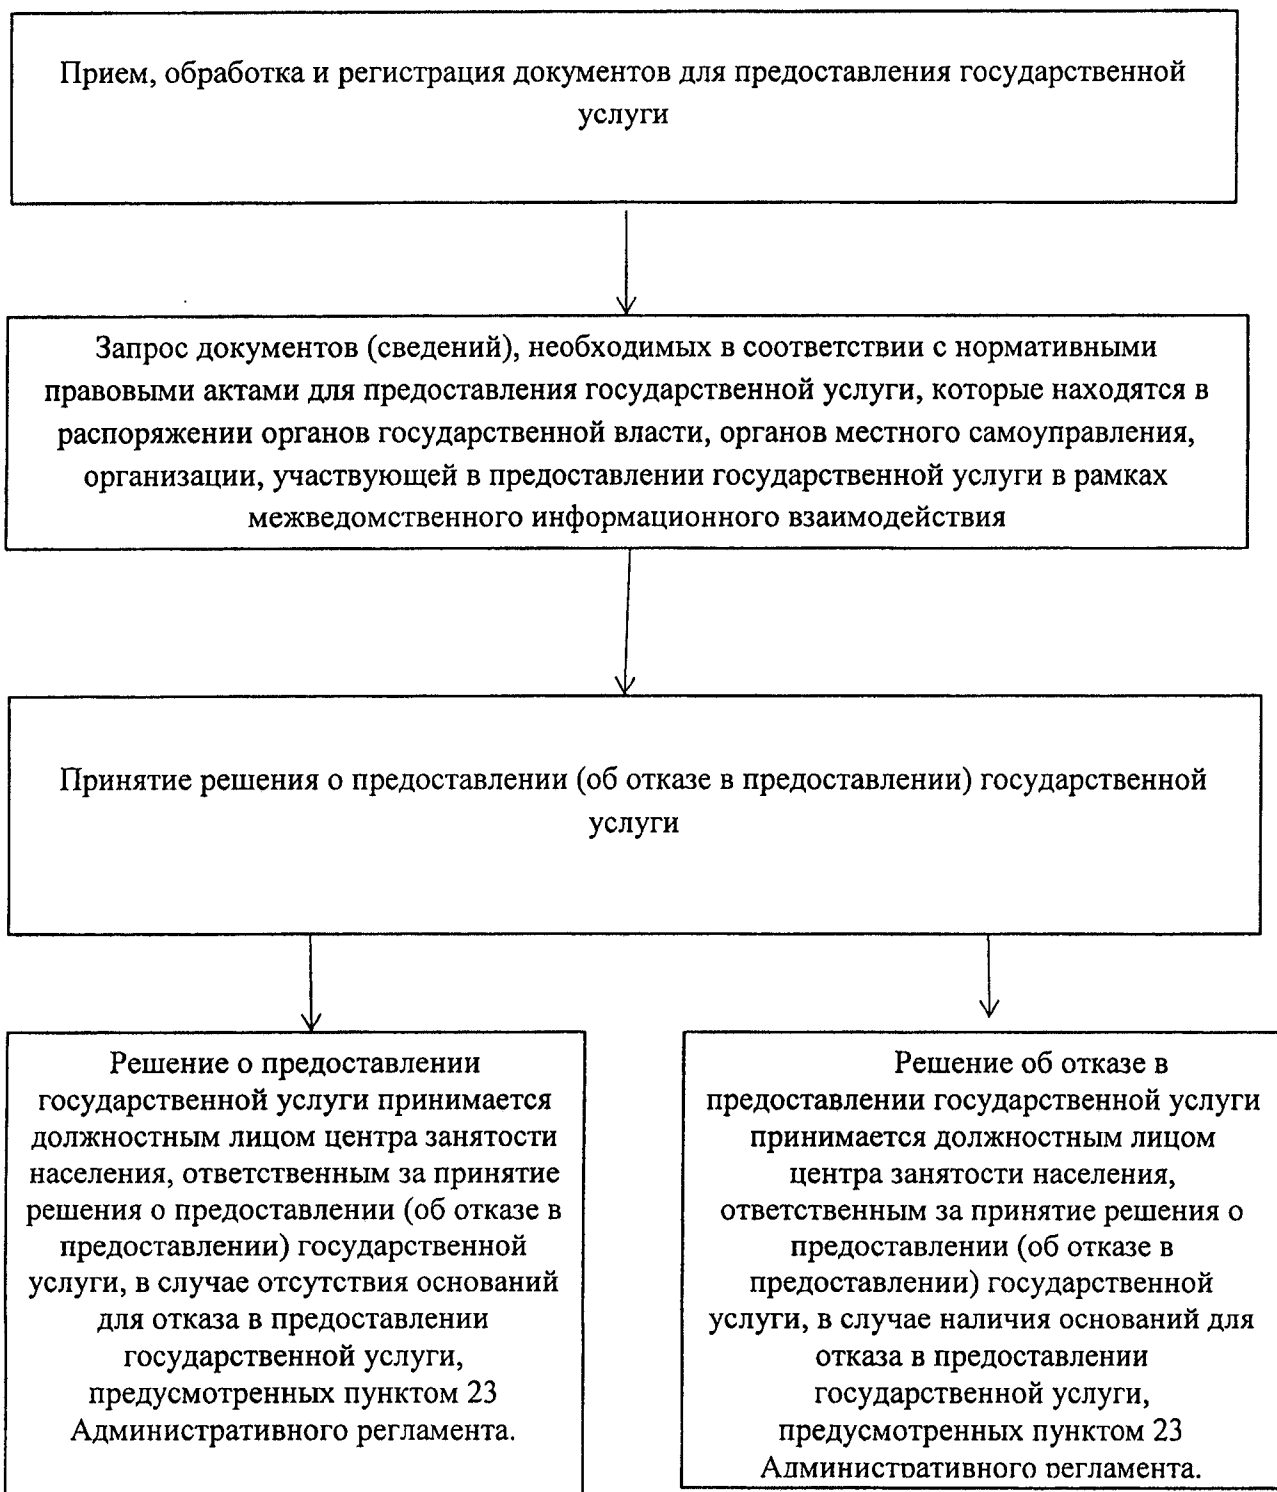 Прием, обработка и регистрация документов для предоставления государственной
услуги
Запрос документов (сведений), необходимых в соответствии с нормативными
правовыми актами для предоставления государственной услуги, которые находятся в
распоряжении органов государственной власти, органов местного самоуправления,
организации, участвующей в предоставлении государственной услуги в рамках
межведомственного информационного взаимодействия
Принятие решения о предоставлении (об отказе в предоставлении) государственной
услуги
Решение о предоставлении
государственной услуги принимается
должностным лицом центра занятости
населения, ответственным за принятие
решения о предоставлении (об отказе в
предоставлении) государственной
услуги, в случае отсутствия оснований
для отказа в предоставлении
государственной услуги,
предусмотренных пунктом 23
Административного регламента.
Решение об отказе в
предоставлении государственной услуги
принимается должностным лицом
центра занятости населения,
ответственным за принятие решения о
предоставлении (об отказе в
предоставлении) государственной
услуги, в случае наличия оснований для
отказа в предоставлении
государственной услуги,
предусмотренных пунктом 23
Административного регламента.